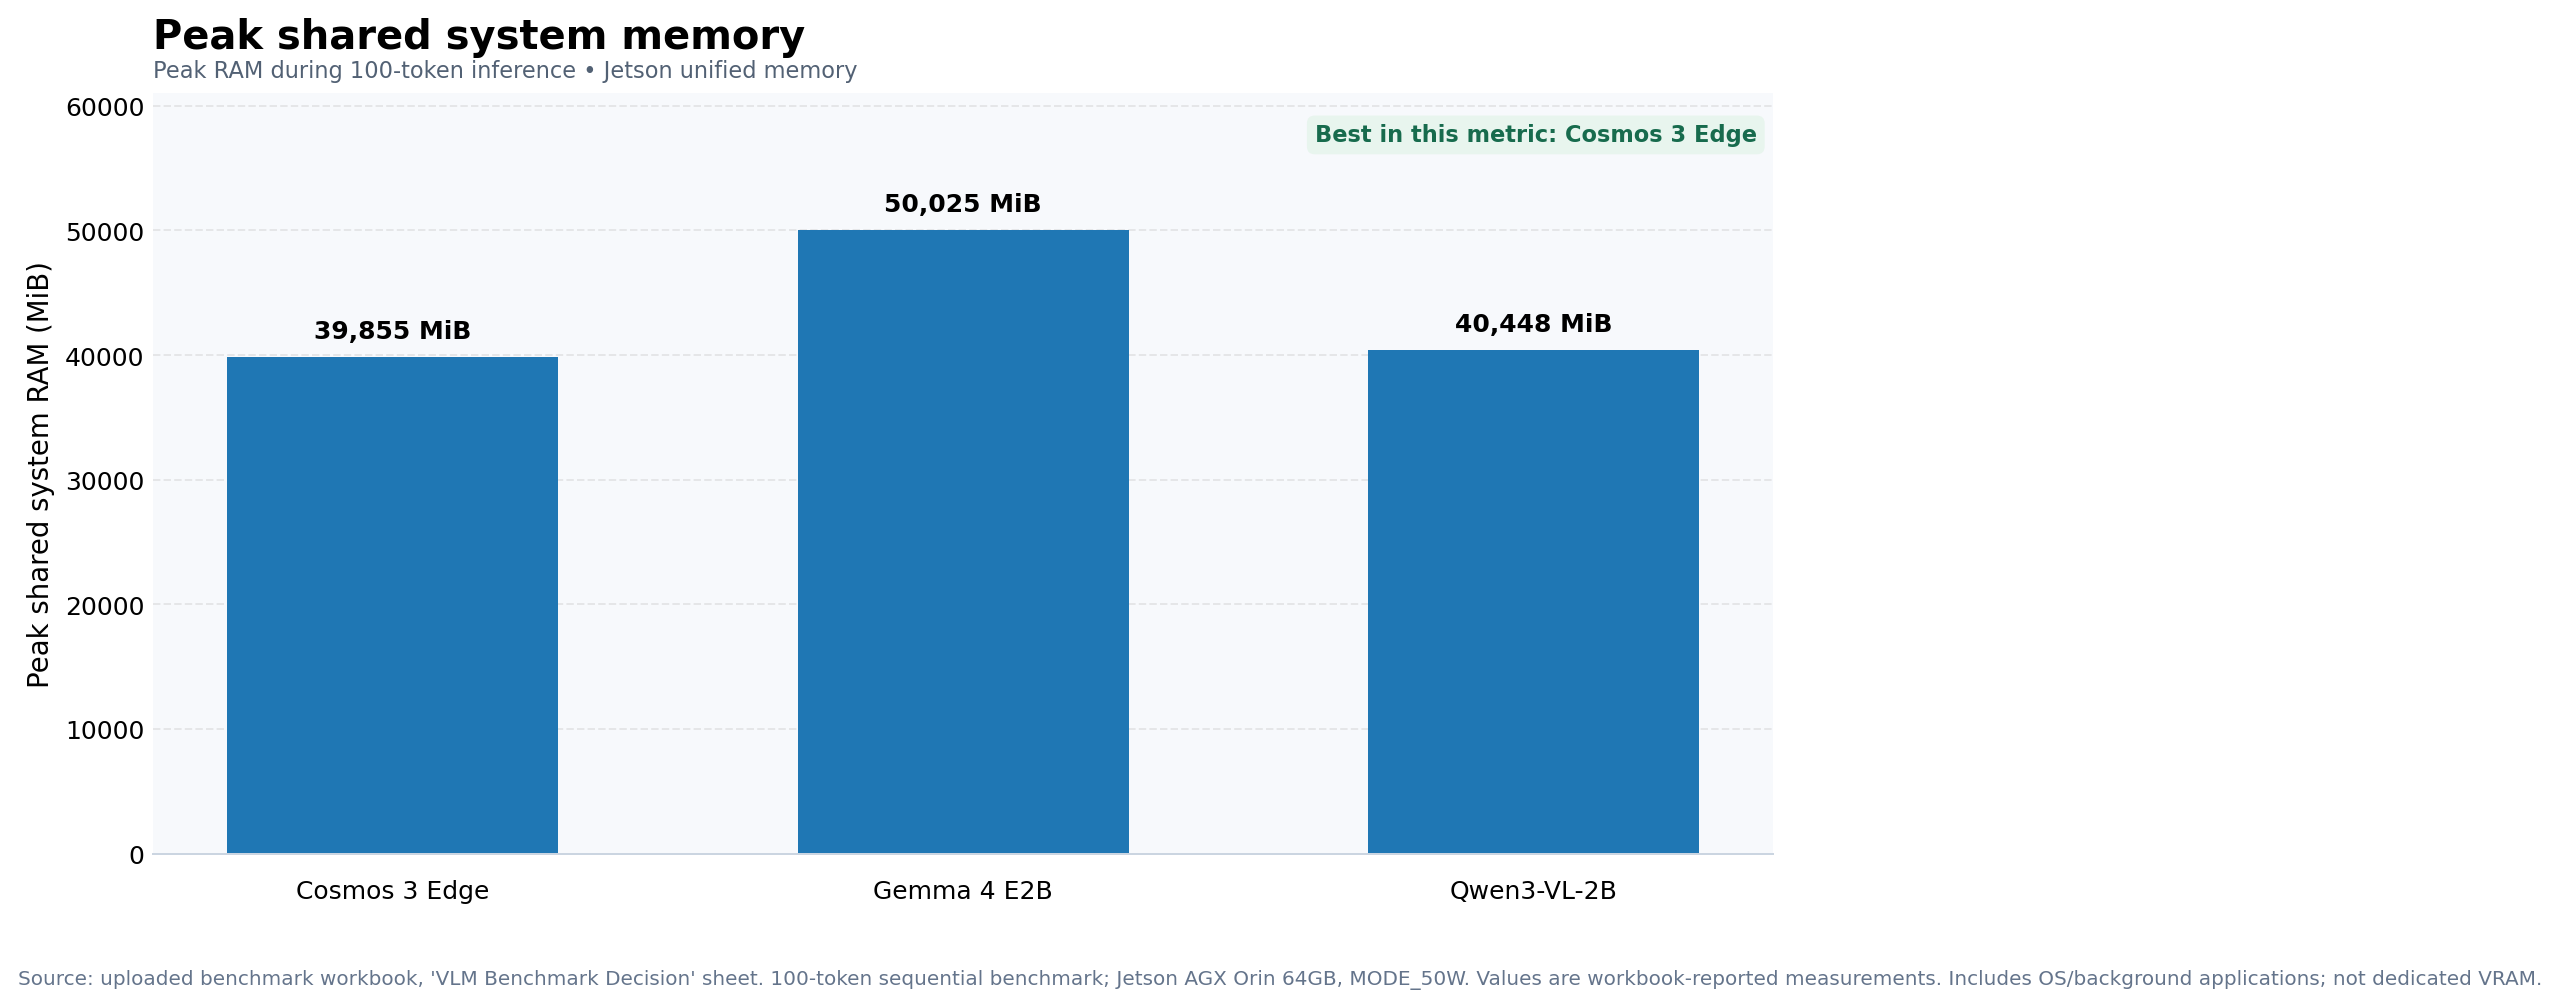 Peak shared system memory
Peak RAM during 100-token inference • Jetson unified memory
60000
Best in this metric: Cosmos 3 Edge
50,025 MiB
50000
39,855 MiB
40,448 MiB
40000
30000
20000
10000
0
Peak shared system RAM (MiB)
Cosmos 3 Edge
Gemma 4 E2B
Qwen3-VL-2B
Source: uploaded benchmark workbook, 'VLM Benchmark Decision' sheet. 100-token sequential benchmark; Jetson AGX Orin 64GB, MODE_50W. Values are workbook-reported measurements. Includes OS/background applications; not dedicated VRAM.